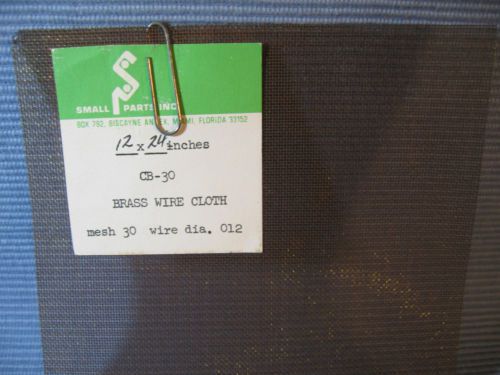 SMALL PARTS INC.
BOX 792, BISCAYNE ANNEX, MIAMI, FLORIDA 33152
12 x 24 inches
CB-30
BRASS WIRE CLOTH
mesh 30 wire dia. 012